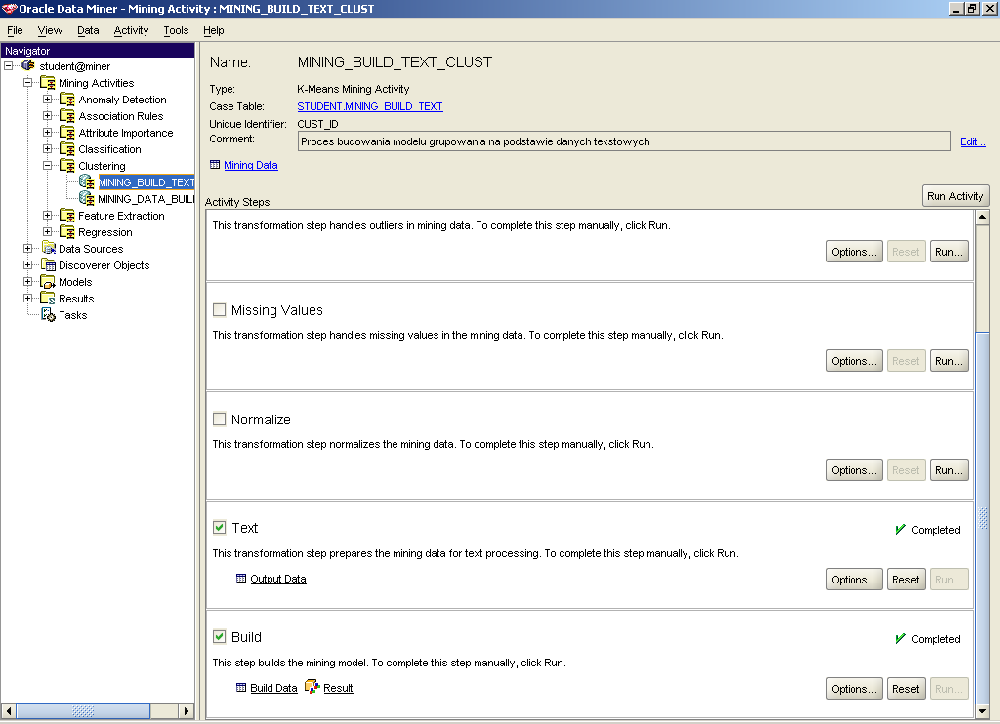 Oracle Data Miner - Mining Activity : MINING_BUILD_TEXT_CLUST
File View Data Activity Tools Help
Navigator
student@miner
Mining Activities
Anomaly Detection
Association Rules
Attribute Importance
Classification
Clustering
MINING_BUILD_TEXT
MINING_DATA_BUIL
Feature Extraction
Regression
Data Sources
Discoverer Objects
Models
Results
Tasks
Name: MINING_BUILD_TEXT_CLUST
Type: K-Means Mining Activity
Case Table: STUDENT.MINING_BUILD_TEXT
Unique Identifier: CUST_ID
Comment: Proces budowania modelu grupowania na podstawie danych tekstowych Edit...
Mining Data
Run Activity
Activity Steps:
This transformation step handles outliers in mining data. To complete this step manually, click Run.
Options... Reset Run...
Missing Values
This transformation step handles missing values in the mining data. To complete this step manually, click Run.
Options... Reset Run...
Normalize
This transformation step normalizes the mining data. To complete this step manually, click Run.
Options... Reset Run...
Text Completed
This transformation step prepares the mining data for text processing. To complete this step manually, click Run.
Output Data Options... Reset Run...
Build Completed
This step builds the mining model. To complete this step manually, click Run.
Build Data Result Options... Reset Run...